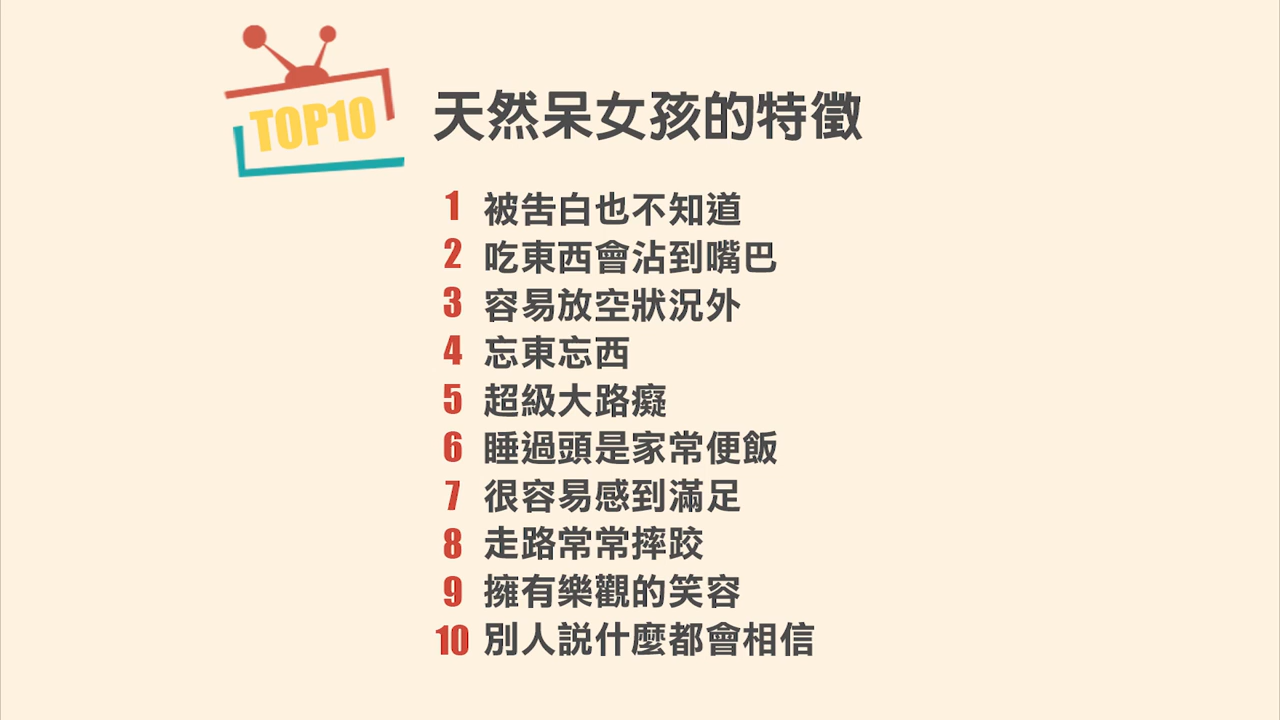 TOP10
天然呆女孩的特徵
1 被告白也不知道
2 吃東西會沾到嘴巴
3 容易放空狀況外
4 忘東忘西
5 超級大路癡
6 睡過頭是家常便飯
7 很容易感到滿足
8 走路常常摔跤
9 擁有樂觀的笑容
10 別人說什麼都會相信